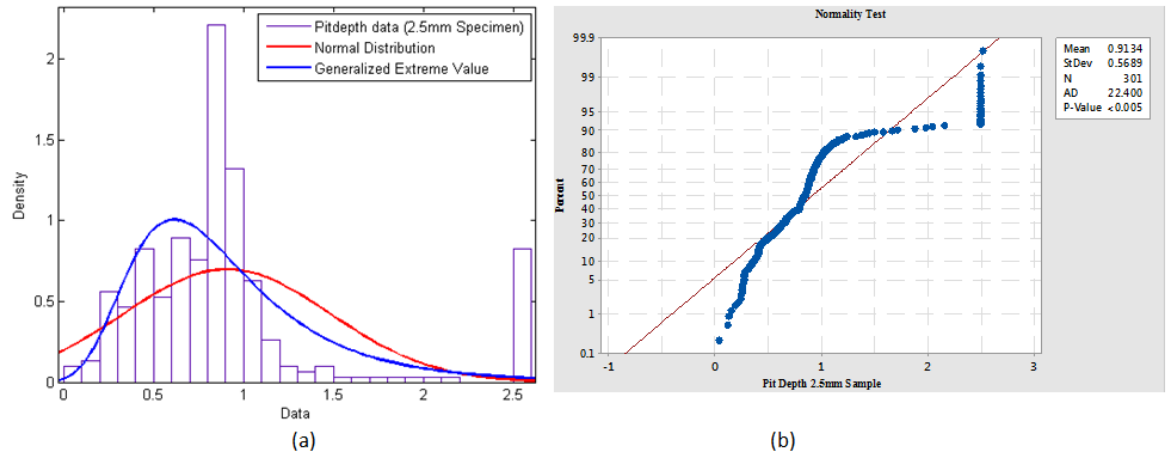 Pitdepth data (2.5mm Specimen)
Normal Distribution
Generalized Extreme Value
2
1.5
1
0.5
0
0 0.5 1 1.5 2 2.5
Density
Data
(a)
Normality Test
99.9
99
95
90
80
70
60
50
40
30
20
10
5
1
0.1
-1 0 1 2 3
Percent
Pit Depth 2.5mm Sample
Mean 0.9134
StDev 0.5689
N 301
AD 22.400
P-Value <0.005
(b)